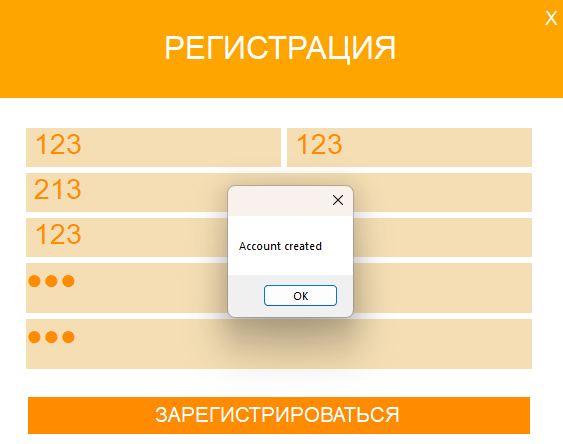 X
РЕГИСТРАЦИЯ
123 123
213
123
●●●
●●●
Account created
OK
ЗАРЕГИСТРИРОВАТЬСЯ